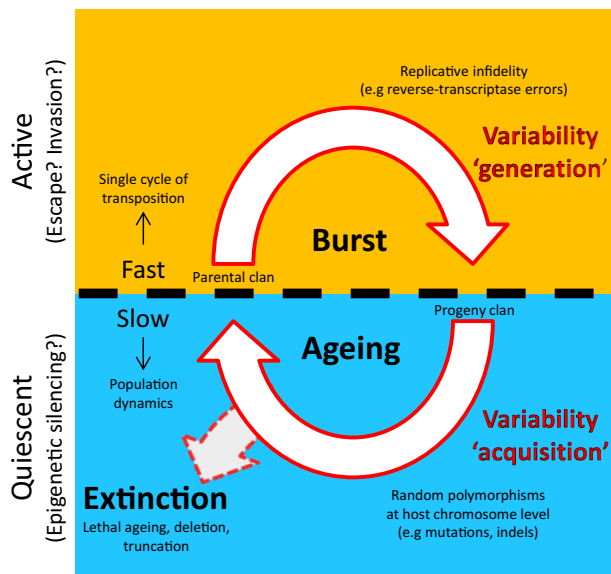 Active
(Escape? Invasion?)
Replicative infidelity
(e.g reverse-transcriptase errors)
Variability
‘generation’
Single cycle of
transposition
Burst
Fast
Parental clan
Quiescent
(Epigenetic silencing?)
Slow
Progeny clan
Ageing
Population
dynamics
Variability
‘acquisition’
Extinction
Lethal ageing, deletion,
truncation
Random polymorphisms
at host chromosome level
(e.g mutations, indels)